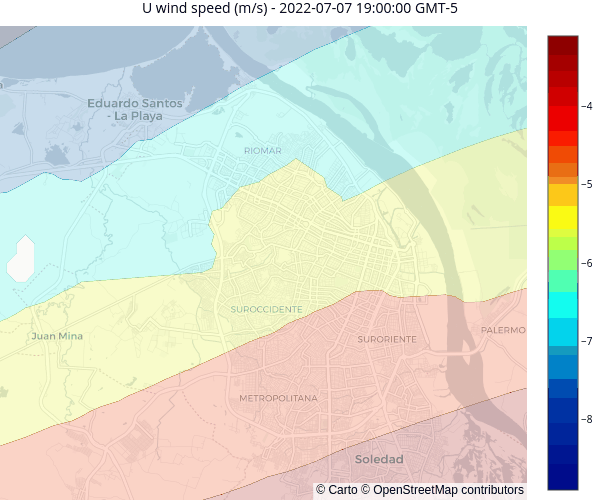 U wind speed (m/s) - 2022-07-07 19:00:00 GMT-5
Eduardo Santos
- La Playa
RIOMAR
SUROCCIDENTE
Juan Mina
SURORIENTE
PALERMO
METROPOLITANA
Soledad
© Carto © OpenStreetMap contributors
−4
−5
−6
−7
−8